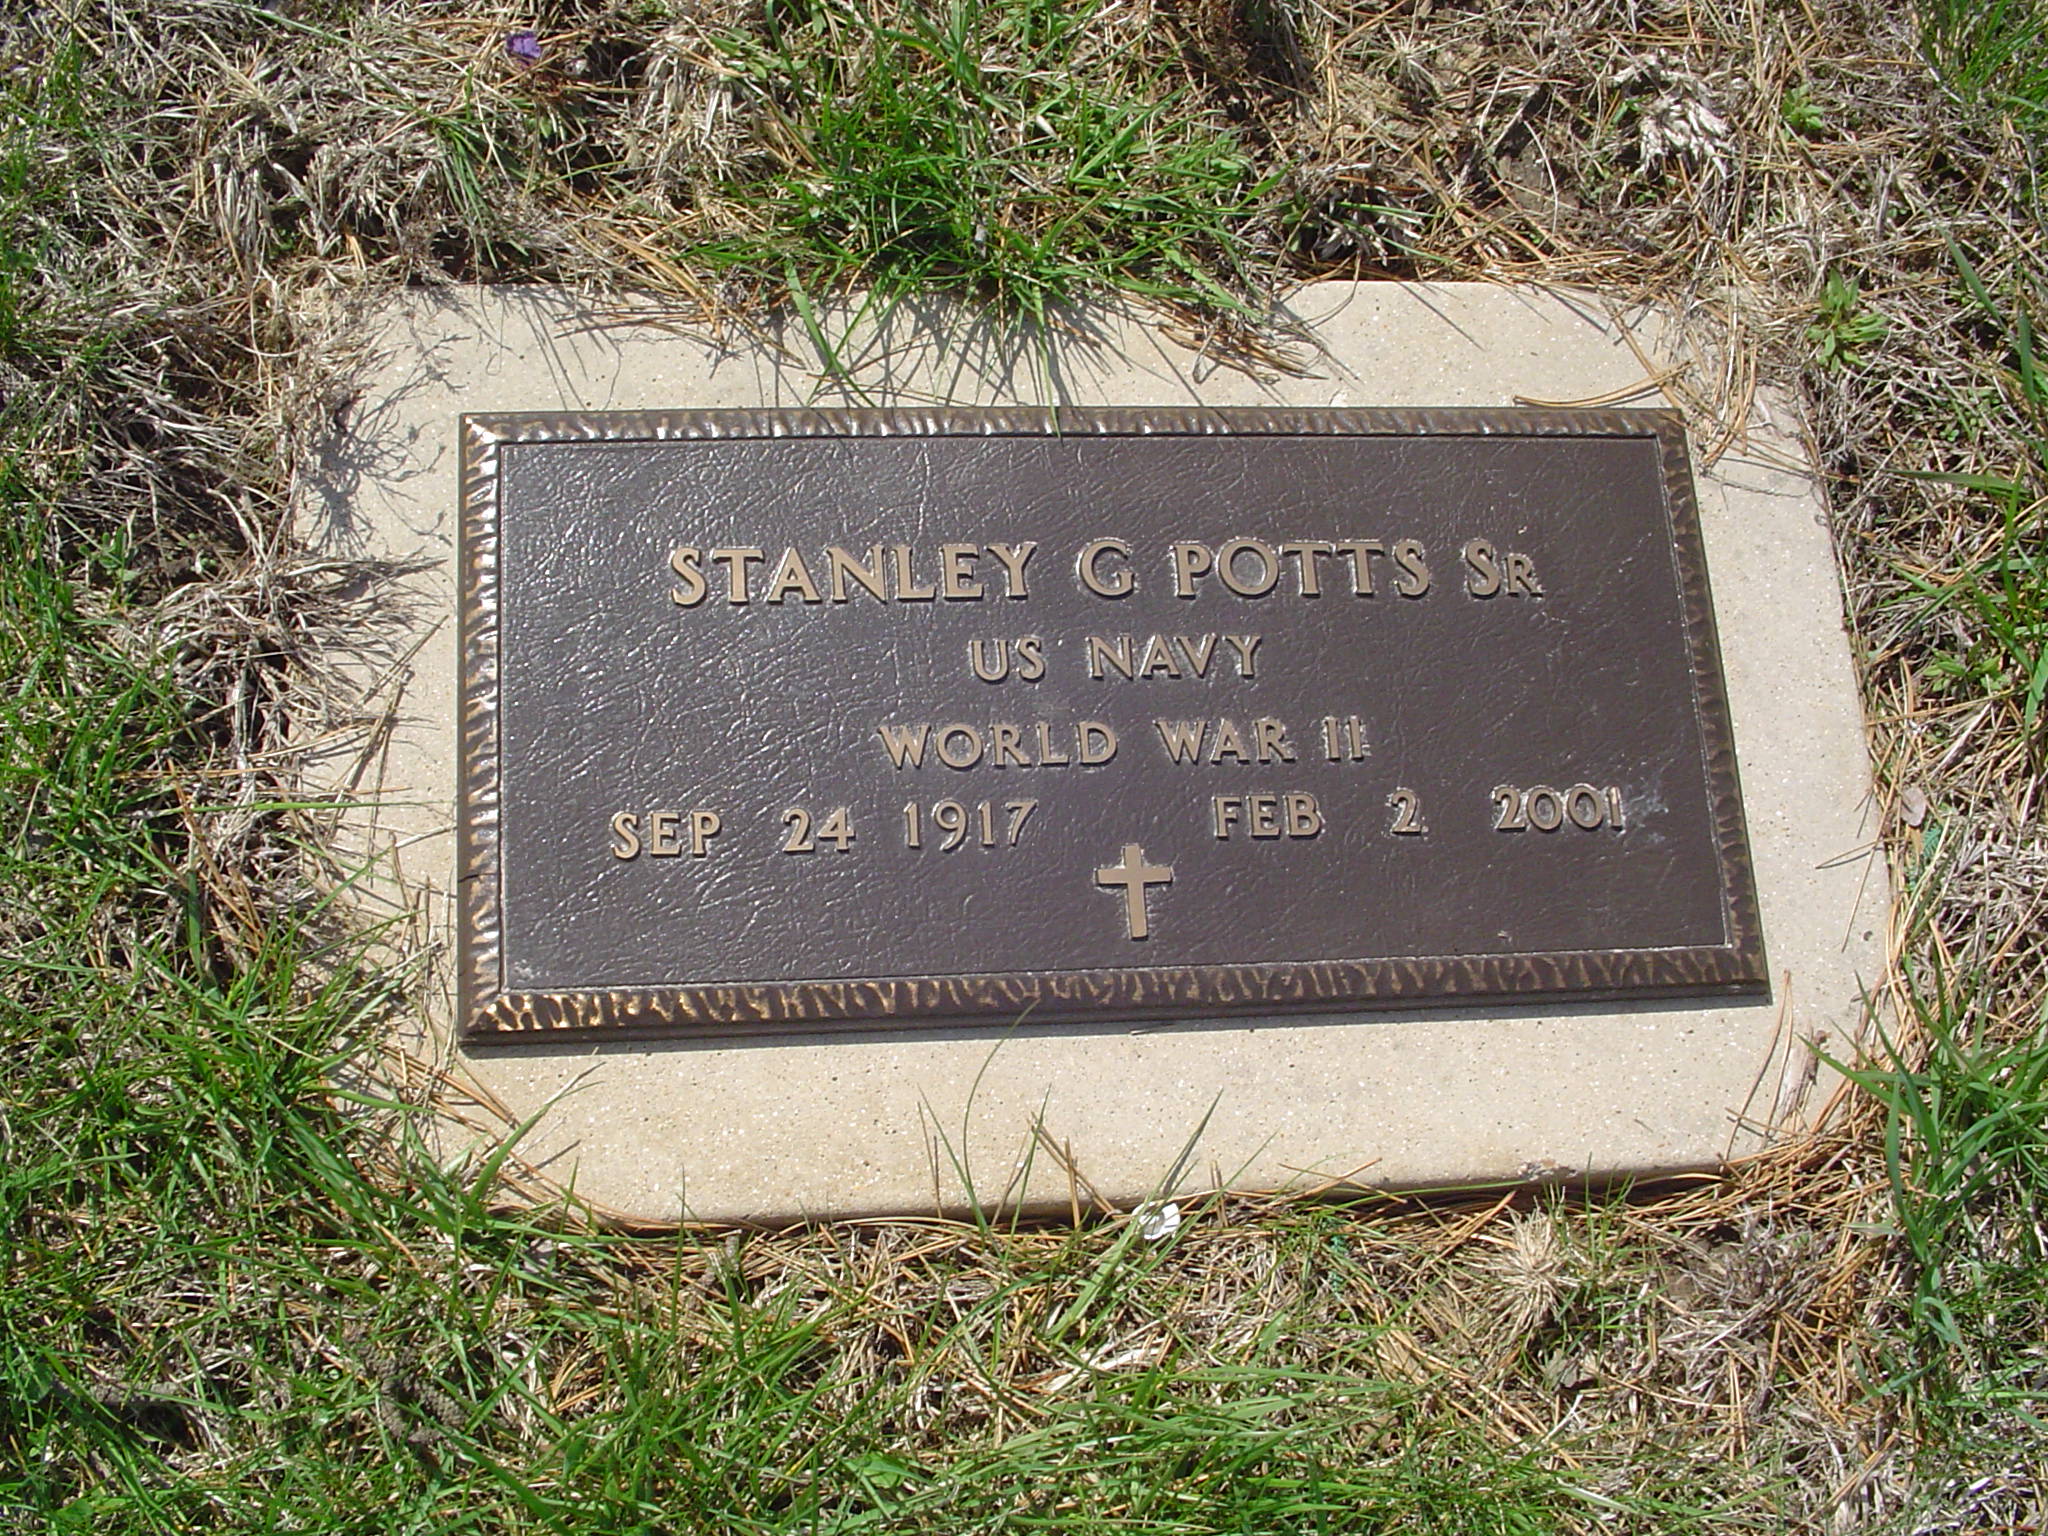 STANLEY G POTTS SR
US NAVY
WORLD WAR II
SEP 24 1917 FEB 2 2001